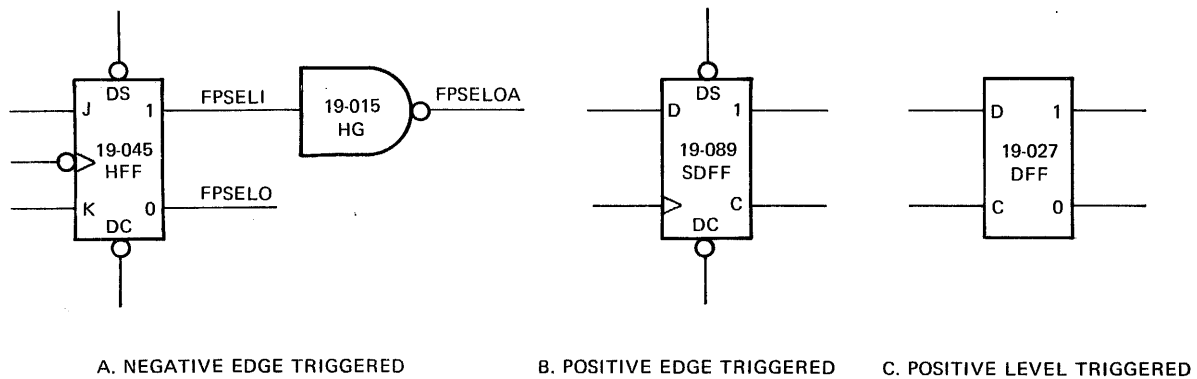 DS
J 1
19-045
HFF
K 0
DC
FPSELI
FPSELO
19-015
HG
FPSELOA
DS
D 1
19-089
SDFF
C
DC
D 1
19-027
DFF
C 0
A. NEGATIVE EDGE TRIGGERED
B. POSITIVE EDGE TRIGGERED
C. POSITIVE LEVEL TRIGGERED